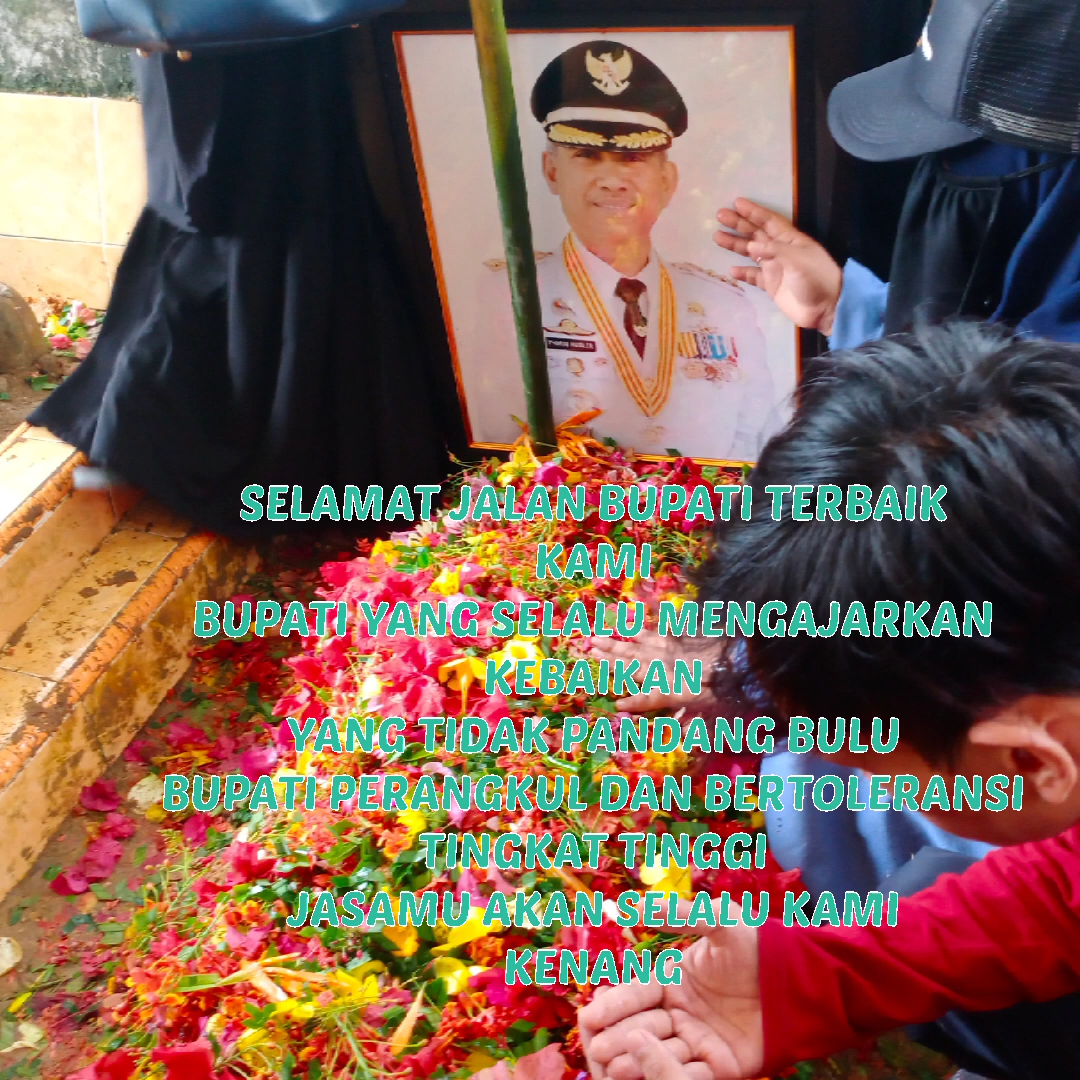 SELAMAT JALAN BUPATI TERBAIK
KAMI
BUPATI YANG SELALU MENGAJARKAN
KEBAIKAN
YANG TIDAK PANDANG BULU
BUPATI PERANGKUL DAN BERTOLERANSI
TINGKAT TINGGI
JASAMU AKAN SELALU KAMI
KENANG